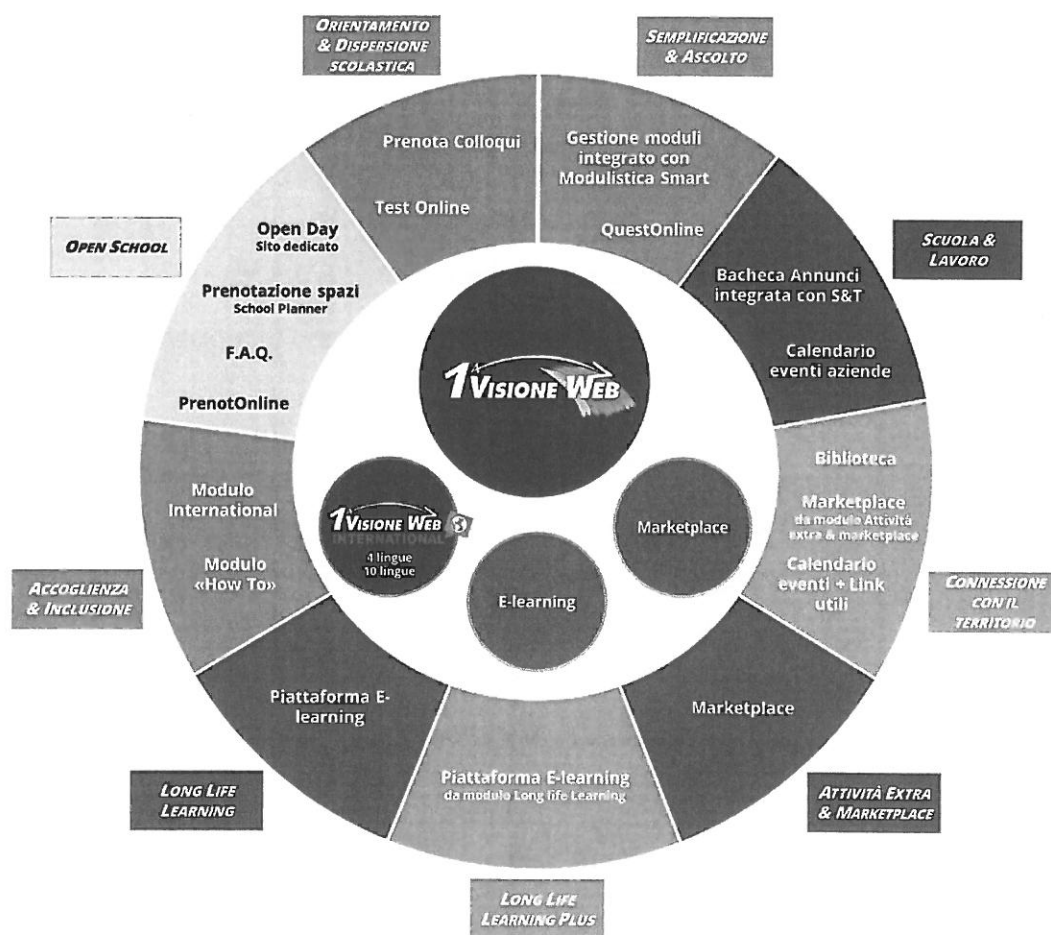 ORIENTAMENTO
& DISPERSIONE
SCOLASTICA
SEMPLIFICAZIONE
& ASCOLTO
Prenota Colloqui
Test Online
Gestione moduli
integrato con
Modulistica Smart
QuestOnline
OPEN SCHOOL
Open Day
Sito dedicato
Prenotazione spazi
School Planner
F.A.Q.
PrenotOnline
SCUOLA &
LAVORO
Bacheca Annunci
integrata con S&T
Calendario
eventi aziende
1A VISIONE WEB
Biblioteca
Marketplace
da modulo Attività
extra & marketplace
Calendario
eventi + Link
utili
CONNESSIONE
CON IL
TERRITORIO
Modulo
International
Modulo
«How To»
ACCOGLIENZA
& INCLUSIONE
1A VISIONE WEB
INTERNATIONAL
4 lingue
10 lingue
E-learning
Marketplace
Piattaforma E-
learning
LONG LIFE
LEARNING
Piattaforma E-learning
da modulo Long life Learning
LONG LIFE
LEARNING PLUS
Marketplace
ATTIVITÀ EXTRA
& MARKETPLACE